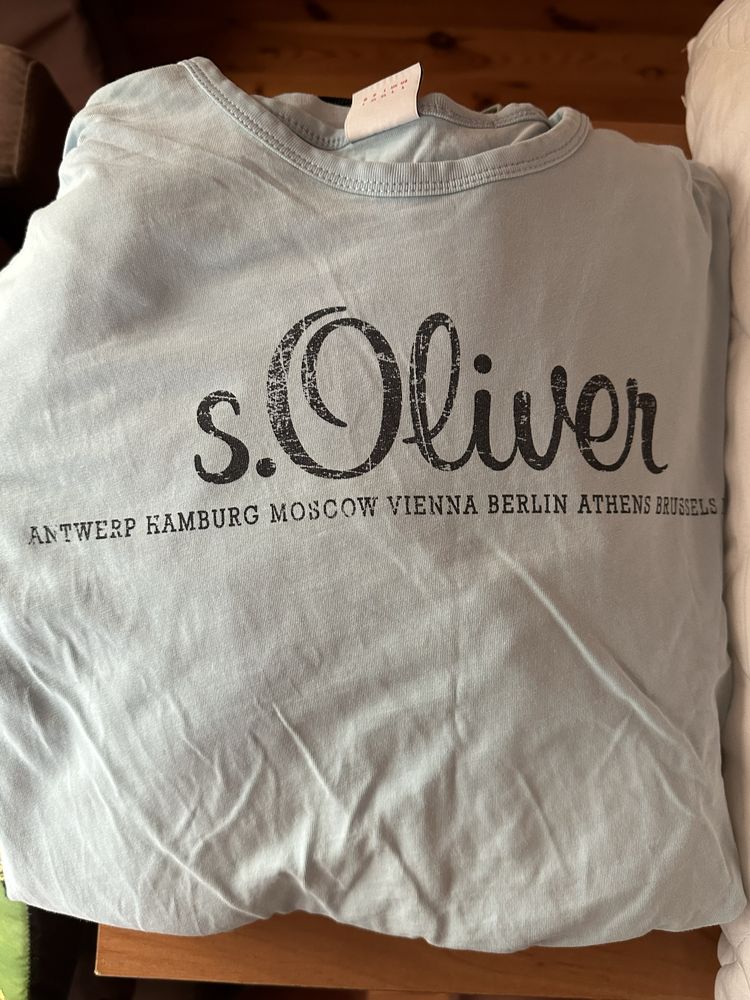 s.Oliver
ANTWERP HAMBURG MOSCOW VIENNA BERLIN ATHENS BRUSSELS